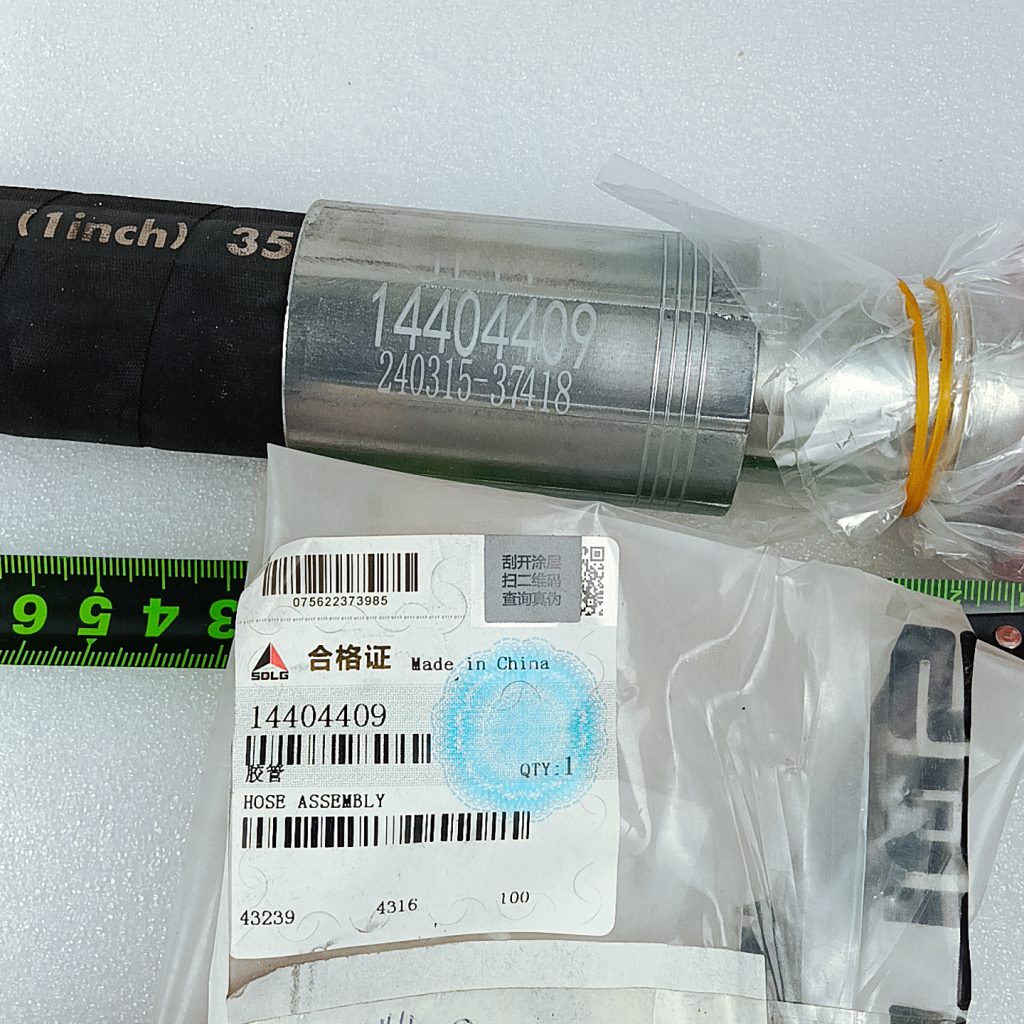 (1inch) 35
14404409
240315-37418
刮开涂层
扫二维码
查询真伪
075622373985
SDLG
合格证 Made in China
14404409
胶管
QTY:1
HOSE ASSEMBLY
43239 4316 100
3 4 5 6